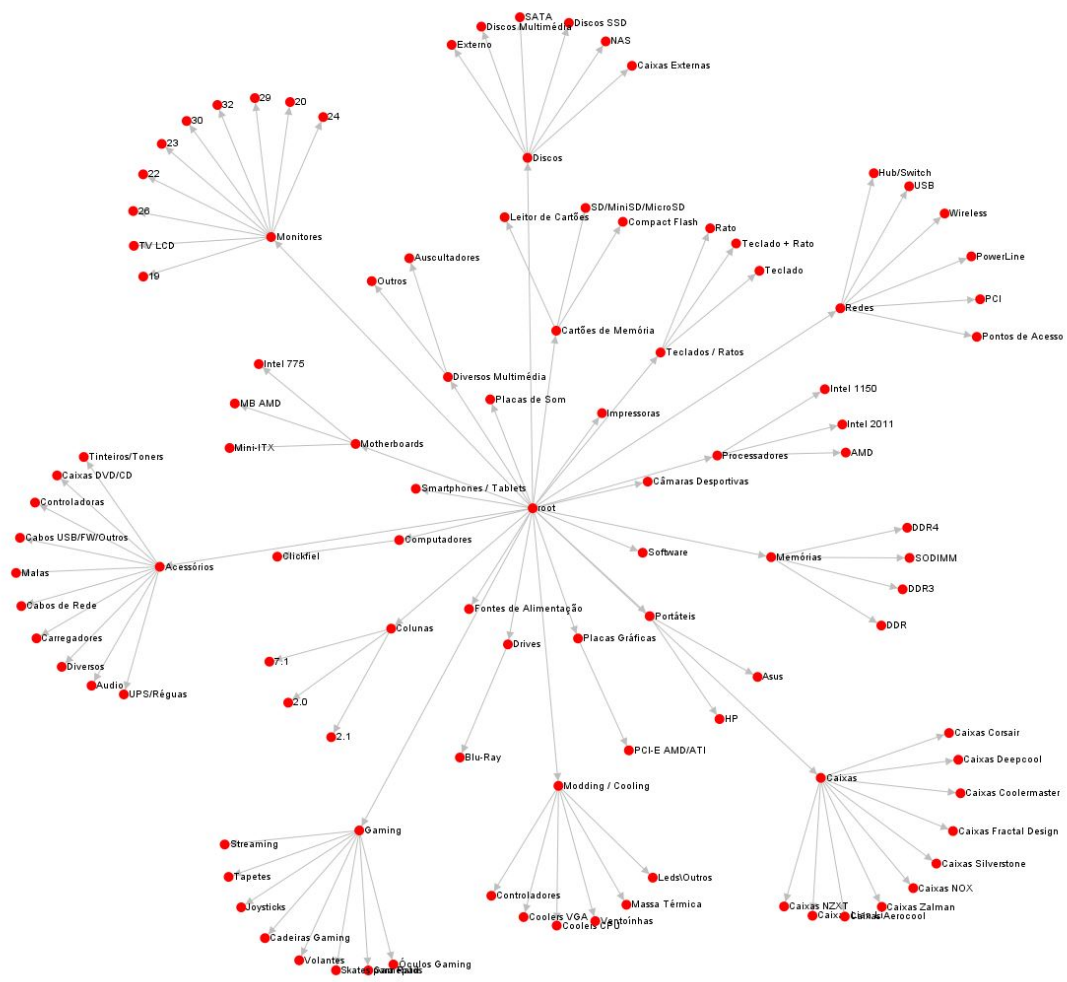 SATA
Discos Multimédia
Discos SSD
Externo
NAS
Caixas Externas
Discos
29
20
32
24
30
23
22
26
TV LCD
19
Monitores
Hub/Switch
USB
Wireless
PowerLine
PCI
Pontos de Acesso
Redes
Leitor de Cartões
SD/MiniSD/MicroSD
Compact Flash
Cartões de Memória
Rato
Teclado + Rato
Teclado
Teclados / Ratos
Auscultadores
Outros
Diversos Multimédia
Placas de Som
Impressoras
Intel 775
MB AMD
Mini-ITX
Motherboards
Intel 1150
Intel 2011
AMD
Processadores
Câmaras Desportivas
Smartphones / Tablets
root
Tinteiros/Toners
Caixas DVD/CD
Controladoras
Cabos USB/FW/Outros
Malas
Cabos de Rede
Carregadores
Diversos
Audio
UPS/Réguas
Acessórios
Clickfiel
Computadores
Software
Memórias
DDR4
SODIMM
DDR3
DDR
Fontes de Alimentação
Colunas
7.1
2.0
2.1
Drives
Blu-Ray
Placas Gráficas
PCI-E AMD/ATI
Portáteis
Asus
HP
Caixas
Caixas Corsair
Caixas Deepcool
Caixas Coolermaster
Caixas Fractal Design
Caixas Silverstone
Caixas NOX
Caixas Zalman
Caixas Aerocool
Caixas NZXT
Modding / Cooling
Controladores
Coolers VGA
Coolers CPU
Ventoínhas
Massa Térmica
Leds\Outros
Gaming
Streaming
Tapetes
Joysticks
Cadeiras Gaming
Volantes
Skates
Óculos Gaming